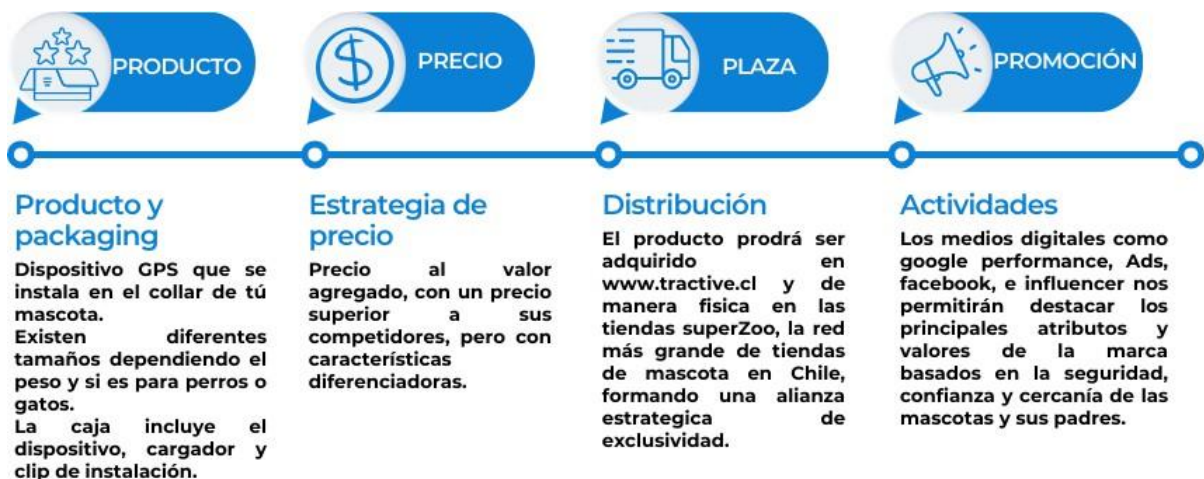 PRODUCTO
PRECIO
PLAZA
PROMOCIÓN
Producto y
packaging
Dispositivo GPS que se
instala en el collar de tú
mascota.
Existen diferentes
tamaños dependiendo el
peso y si es para perros o
gatos.
La caja incluye el
dispositivo, cargador y
clip de instalación.
Estrategia de
precio
Precio al valor
agregado, con un precio
superior a sus
competidores, pero con
características
diferenciadoras.
Distribución
El producto prodrá ser
adquirido en
www.tractive.cl y de
manera fisica en las
tiendas superZoo, la red
más grande de tiendas
de mascota en Chile,
formando una alianza
estrategica de
exclusividad.
Actividades
Los medios digitales como
google performance, Ads,
facebook, e influencer nos
permitirán destacar los
principales atributos y
valores de la marca
basados en la seguridad,
confianza y cercanía de las
mascotas y sus padres.